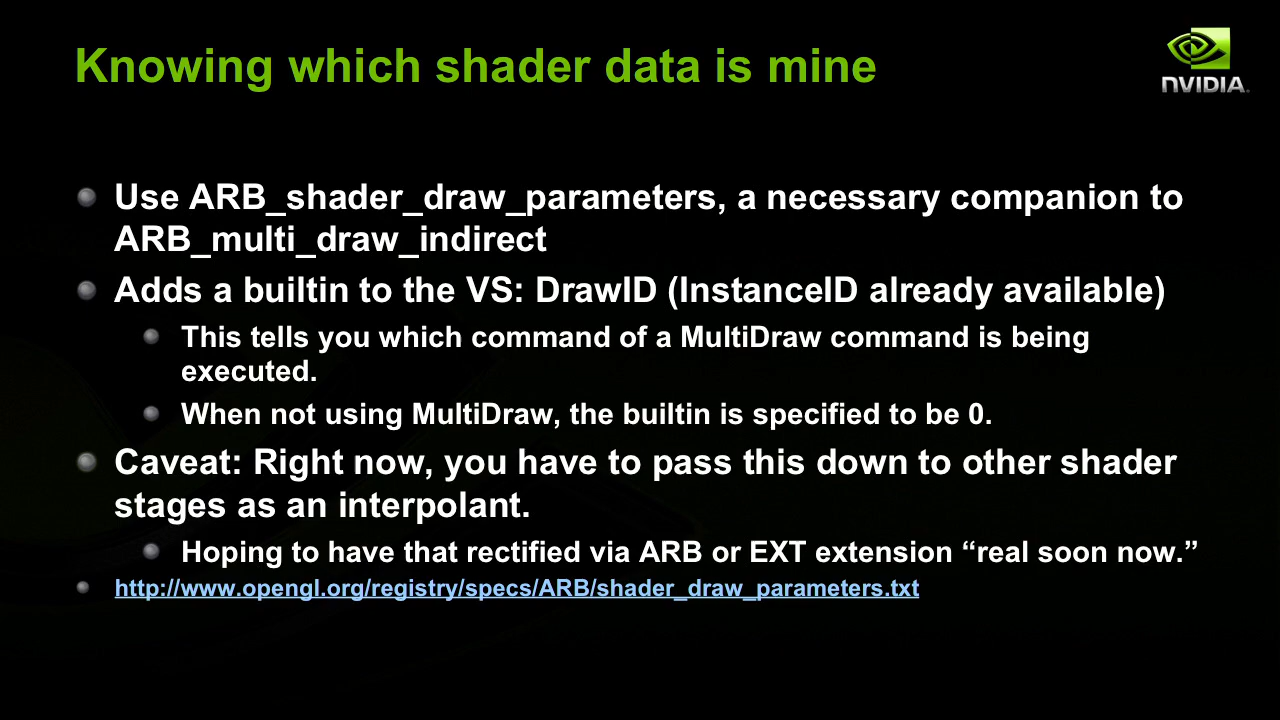 Knowing which shader data is mine
NVIDIA
Use ARB_shader_draw_parameters, a necessary companion to
ARB_multi_draw_indirect
Adds a builtin to the VS: DrawID (InstanceID already available)
This tells you which command of a MultiDraw command is being
executed.
When not using MultiDraw, the builtin is specified to be 0.
Caveat: Right now, you have to pass this down to other shader
stages as an interpolant.
Hoping to have that rectified via ARB or EXT extension “real soon now.”
http://www.opengl.org/registry/specs/ARB/shader_draw_parameters.txt